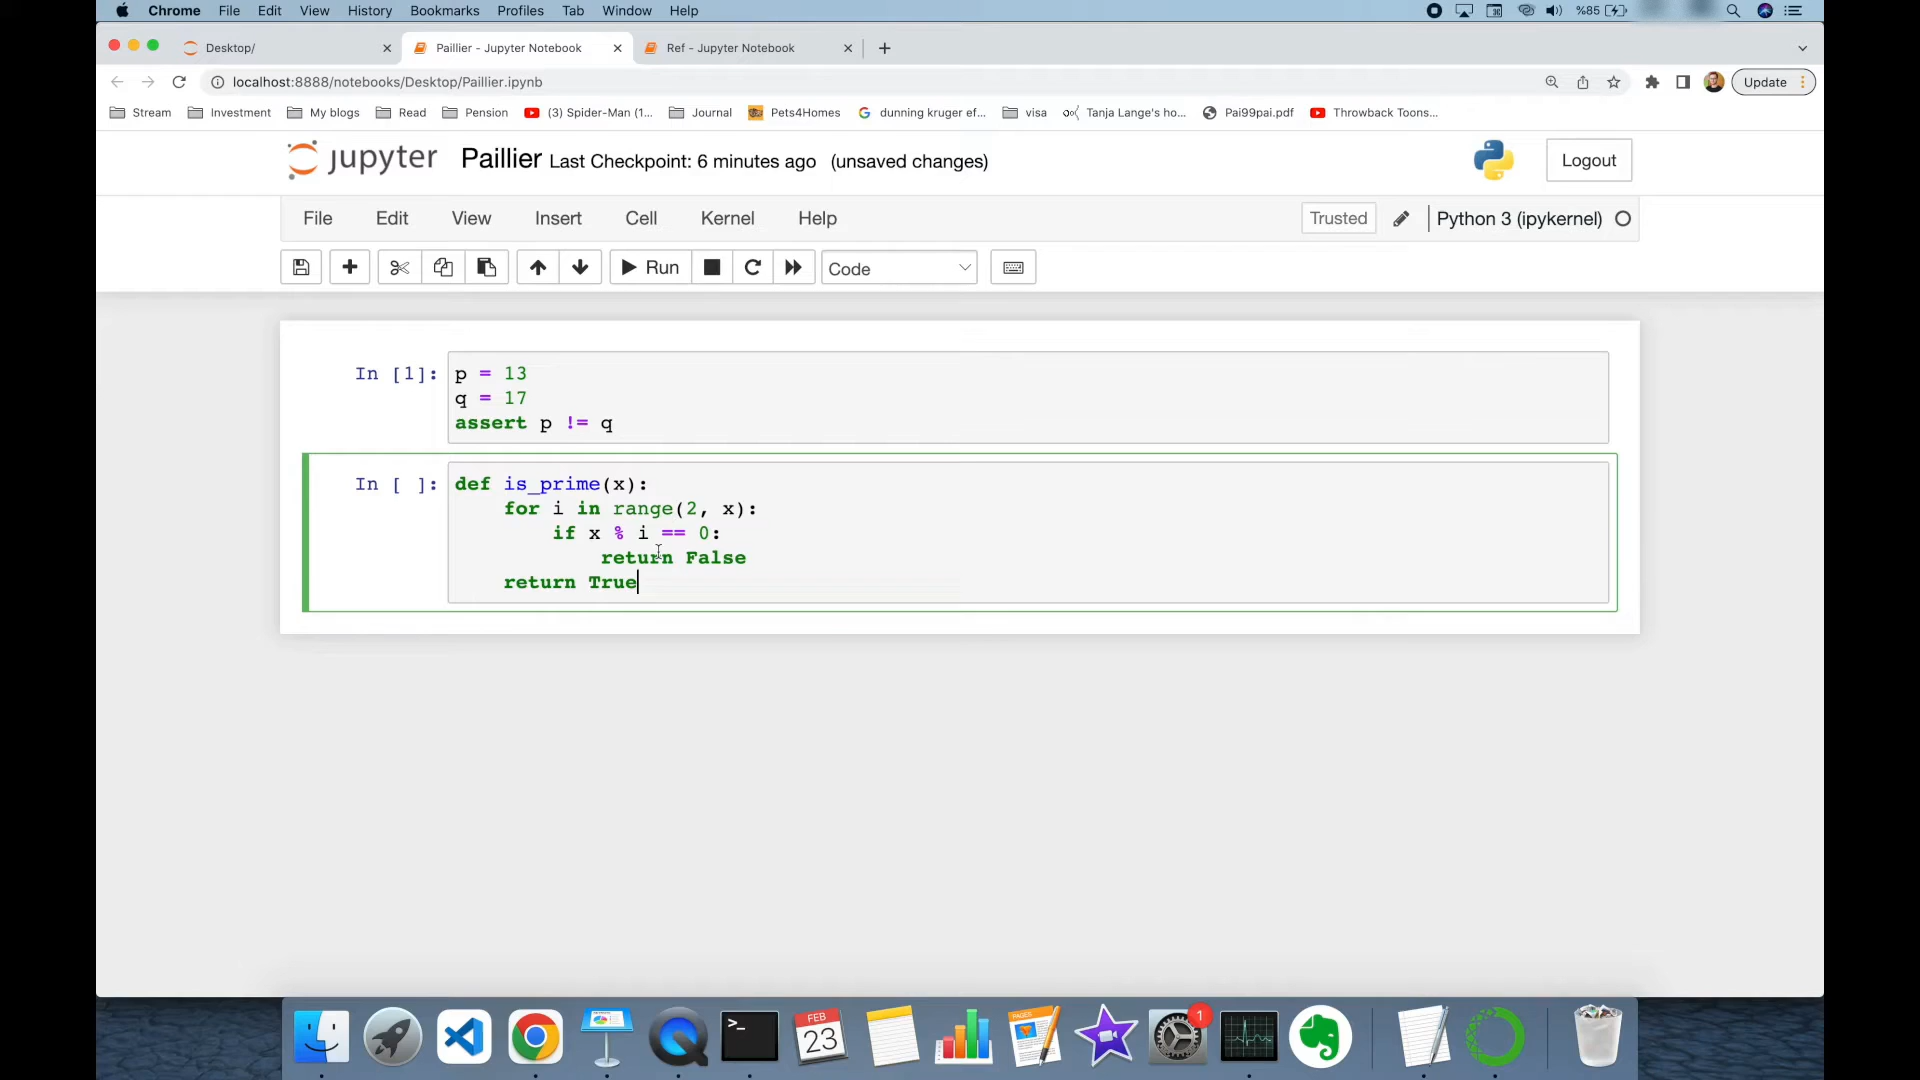 Chrome File Edit View History Bookmarks Profiles Tab Window Help %85
Desktop/ Paillier - Jupyter Notebook Ref - Jupyter Notebook
localhost:8888/notebooks/Desktop/Paillier.ipynb Update
Stream Investment My blogs Read Pension (3) Spider-Man (1... Journal Pets4Homes dunning kruger ef... visa Tanja Lange's ho... Pai99pai.pdf Throwback Toons...
jupyter Paillier Last Checkpoint: 6 minutes ago (unsaved changes) Logout
File Edit View Insert Cell Kernel Help Trusted Python 3 (ipykernel)
Run Code
In [1]: p = 13
q = 17
assert p != q
In [ ]: def is_prime(x):
for i in range(2, x):
if x % i == 0:
return False
return True
FEB
23
PAGES
1
>_